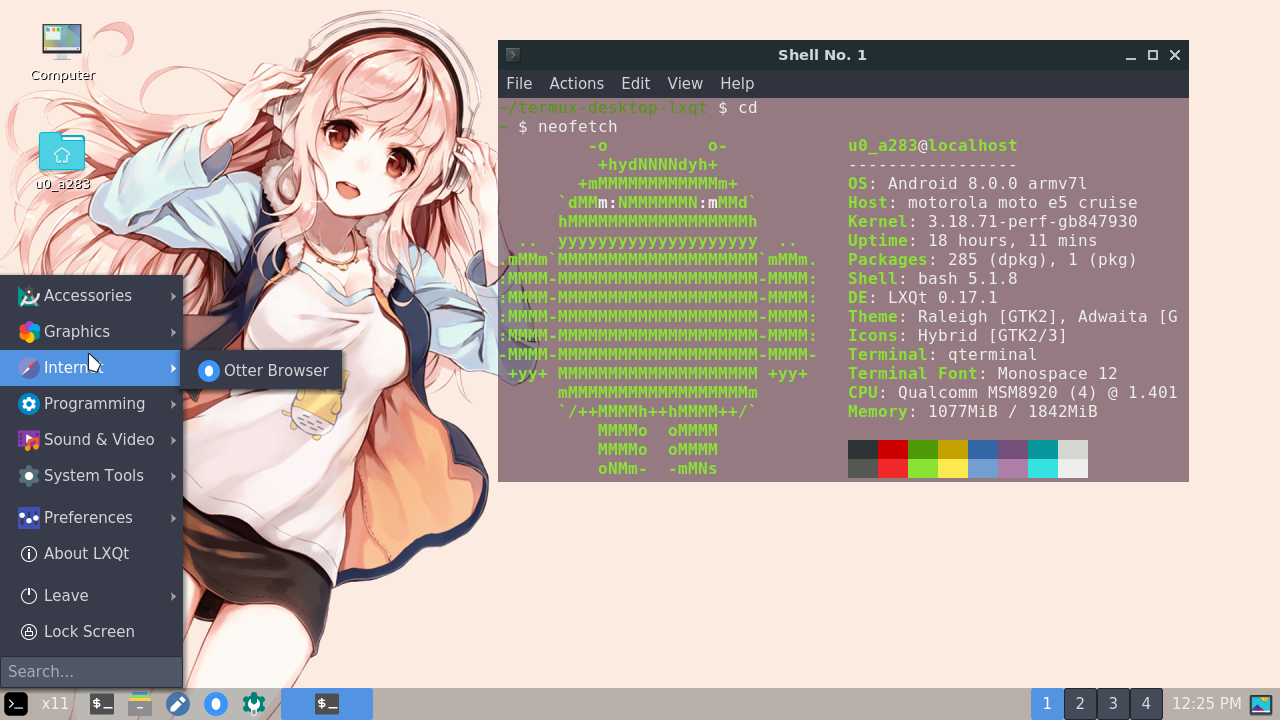 Computer
u0_a283
Shell No. 1
File Actions Edit View Help
~/termux-desktop-lxqt $ cd
~ $ neofetch
-o o-
+hydNNNNdyh+
+mMMMMMMMMMMMMm+
`dMMm:NMMMMMMN:mMMd`
hMMMMMMMMMMMMMMMMMMh
.. yyyyyyyyyyyyyyyyyyyy ..
.mMMm`MMMMMMMMMMMMMMMMMMMM`mMMm.
:MMMM-MMMMMMMMMMMMMMMMMMMM-MMMM:
:MMMM-MMMMMMMMMMMMMMMMMMMM-MMMM:
:MMMM-MMMMMMMMMMMMMMMMMMMM-MMMM:
:MMMM-MMMMMMMMMMMMMMMMMMMM-MMMM:
-MMMM-MMMMMMMMMMMMMMMMMMMM-MMMM-
+yy+ MMMMMMMMMMMMMMMMMMMM +yy+
mMMMMMMMMMMMMMMMMMMm
`/++MMMMh++hMMMM++/`
MMMMo oMMMM
MMMMo oMMMM
oNMm- -mMNs
u0_a283@localhost
-----------------
OS: Android 8.0.0 armv7l
Host: motorola moto e5 cruise
Kernel: 3.18.71-perf-gb847930
Uptime: 18 hours, 11 mins
Packages: 285 (dpkg), 1 (pkg)
Shell: bash 5.1.8
DE: LXQt 0.17.1
Theme: Raleigh [GTK2], Adwaita [G
Icons: Hybrid [GTK2/3]
Terminal: qterminal
Terminal Font: Monospace 12
CPU: Qualcomm MSM8920 (4) @ 1.401
Memory: 1077MiB / 1842MiB
Accessories
Graphics
Internet
Otter Browser
Programming
Sound & Video
System Tools
Preferences
About LXQt
Leave
Lock Screen
Search...
x11
1 2 3 4
12:25 PM